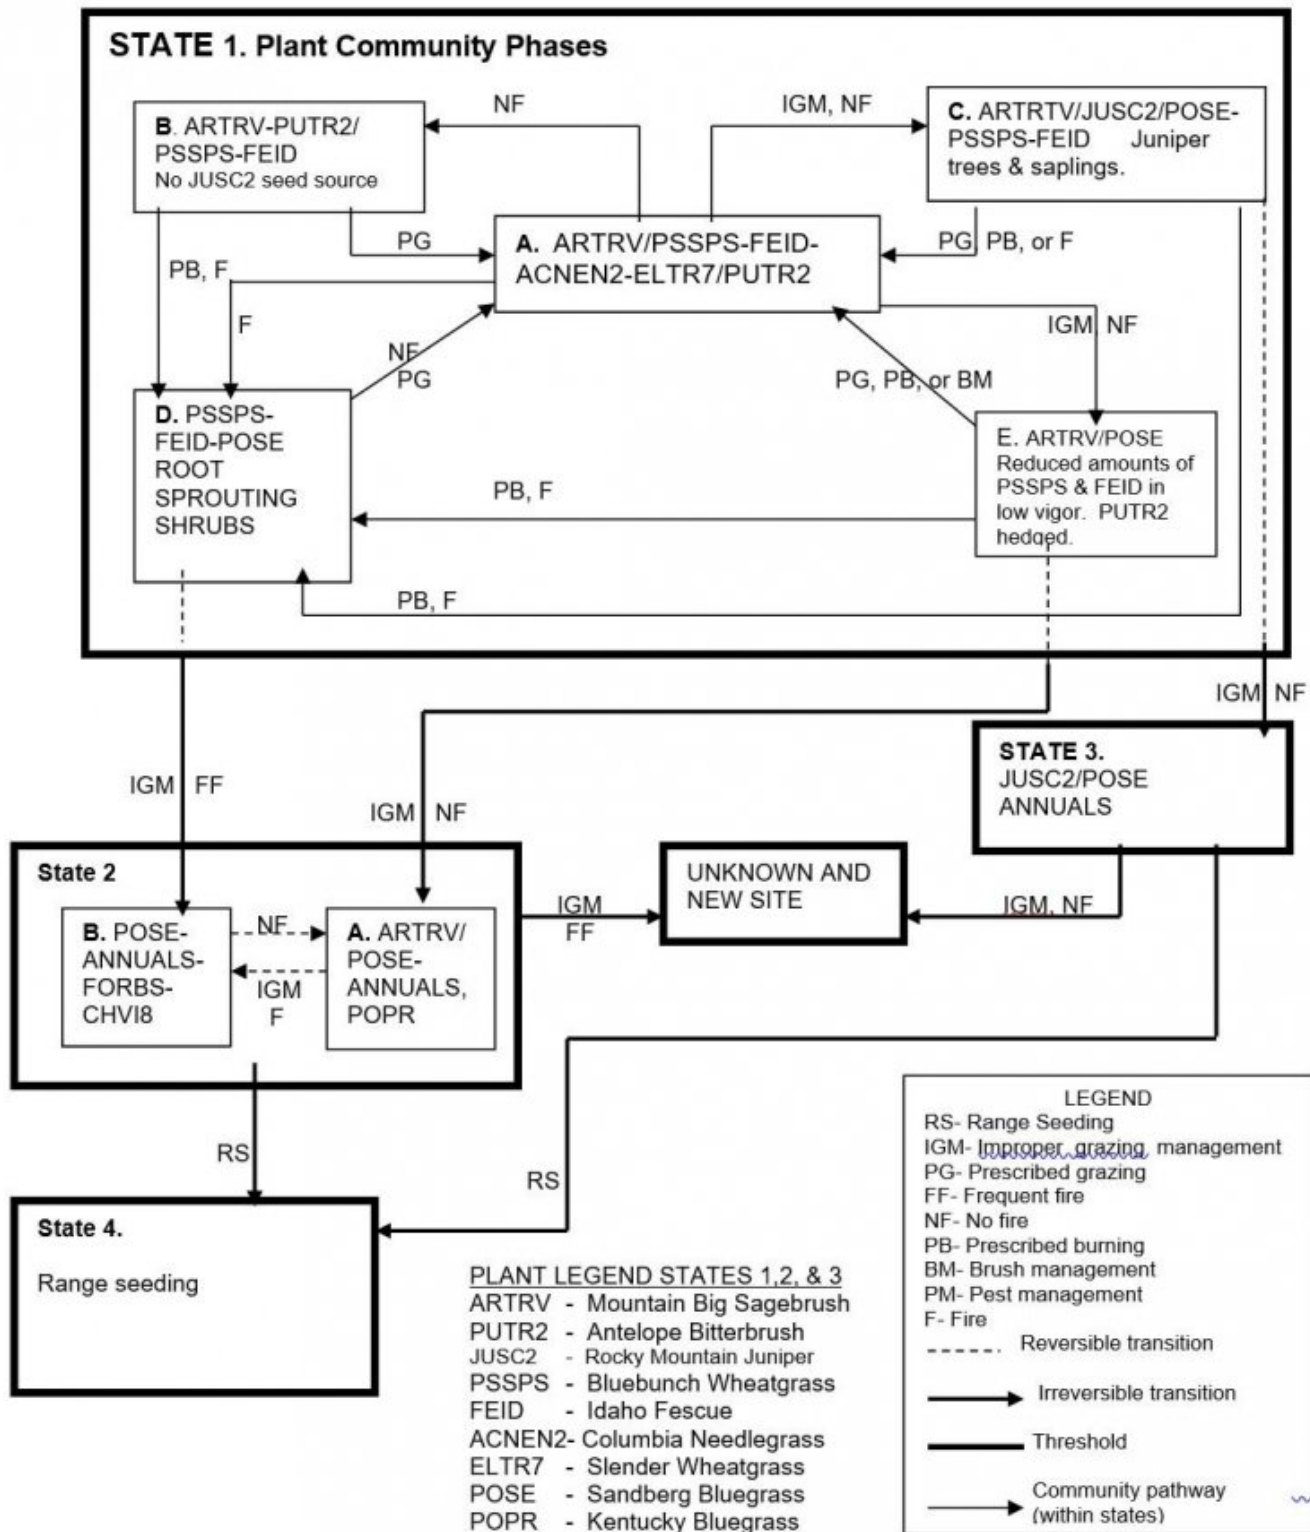 STATE 1. Plant Community Phases
B. ARTRV-PUTR2/
PSSPS-FEID
No JUSC2 seed source
NF
IGM, NF
C. ARTRTV/JUSC2/POSE-
PSSPS-FEID Juniper
trees & saplings.
PG
A. ARTRV/PSSPS-FEID-
ACNEN2-ELTR7/PUTR2
PG, PB, or F
PB, F
F
NF
PG
IGM, NF
PG, PB, or BM
D. PSSPS-
FEID-POSE
ROOT
SPROUTING
SHRUBS
PB, F
E. ARTRV/POSE
Reduced amounts of
PSSPS & FEID in
low vigor. PUTR2
hedged.
PB, F
IGM NF
IGM FF
IGM NF
STATE 3.
JUSC2/POSE
ANNUALS
State 2
B. POSE-
ANNUALS-
FORBS-
CHVI8
NF
IGM
F
A. ARTRV/
POSE-
ANNUALS,
POPR
IGM
FF
UNKNOWN AND
NEW SITE
IGM, NF
RS
RS
State 4.
Range seeding
PLANT LEGEND STATES 1,2, & 3
ARTRV - Mountain Big Sagebrush
PUTR2 - Antelope Bitterbrush
JUSC2 - Rocky Mountain Juniper
PSSPS - Bluebunch Wheatgrass
FEID - Idaho Fescue
ACNEN2- Columbia Needlegrass
ELTR7 - Slender Wheatgrass
POSE - Sandberg Bluegrass
POPR - Kentucky Bluegrass
LEGEND
RS- Range Seeding
IGM- Improper grazing management
PG- Prescribed grazing
FF- Frequent fire
NF- No fire
PB- Prescribed burning
BM- Brush management
PM- Pest management
F- Fire
Reversible transition
Irreversible transition
Threshold
Community pathway
(within states)